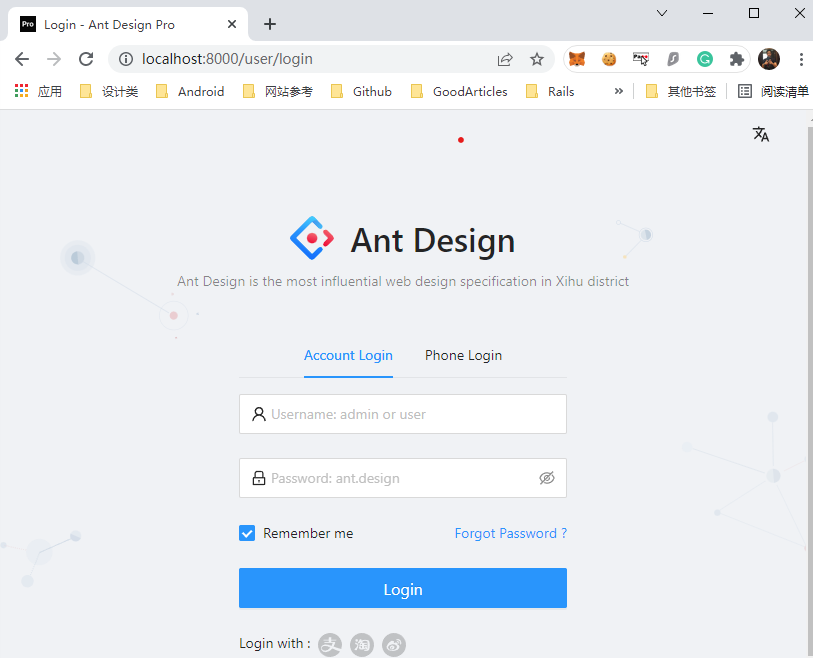 Pro Login - Ant Design Pro
localhost:8000/user/login
应用 设计类 Android 网站参考 Github GoodArticles Rails » 其他书签 阅读清单
Ant Design
Ant Design is the most influential web design specification in Xihu district
Account Login Phone Login
Username: admin or user
Password: ant.design
Remember me Forgot Password ?
Login
Login with : 支 淘